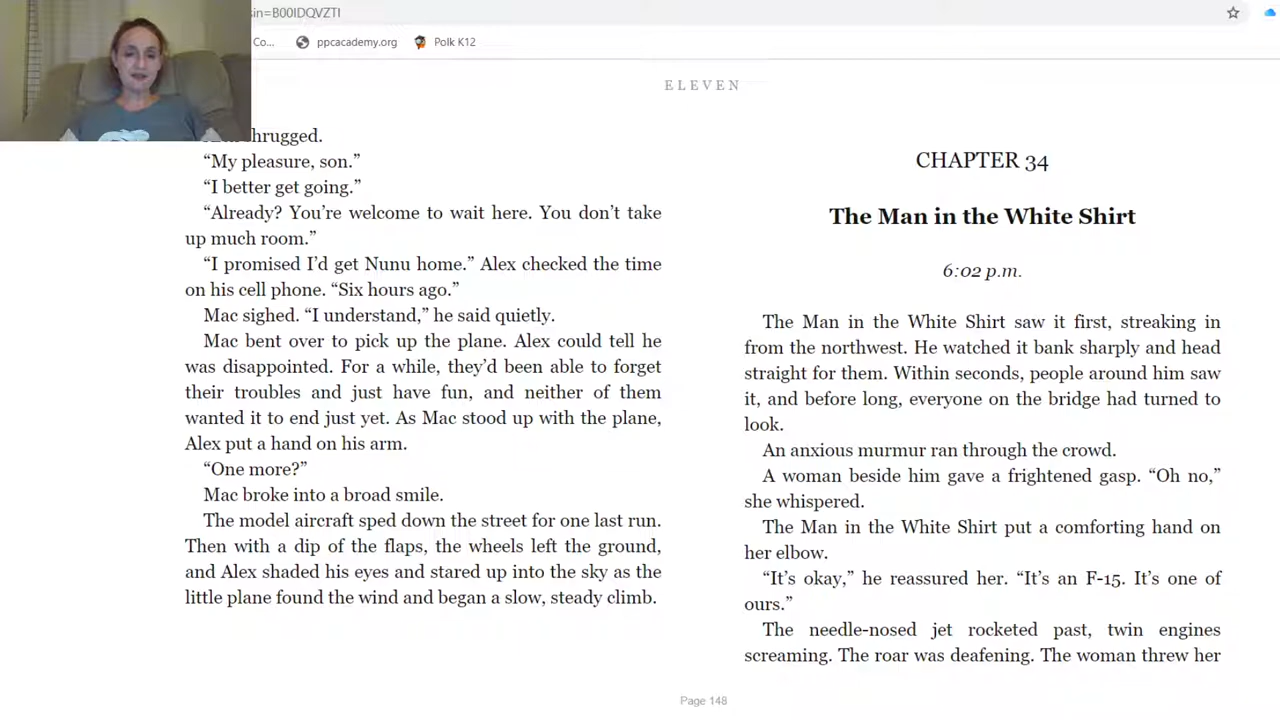 in=B00IDQVZTI
Co...
ppcacademy.org
Polk K12
ELEVEN
hrugged.
“My pleasure, son.”
“I better get going.”
“Already? You’re welcome to wait here. You don’t take
up much room.”
“I promised I’d get Nunu home.” Alex checked the time
on his cell phone. “Six hours ago.”
Mac sighed. “I understand,” he said quietly.
Mac bent over to pick up the plane. Alex could tell he
was disappointed. For a while, they’d been able to forget
their troubles and just have fun, and neither of them
wanted it to end just yet. As Mac stood up with the plane,
Alex put a hand on his arm.
“One more?”
Mac broke into a broad smile.
The model aircraft sped down the street for one last run.
Then with a dip of the flaps, the wheels left the ground,
and Alex shaded his eyes and stared up into the sky as the
little plane found the wind and began a slow, steady climb.
CHAPTER 34
The Man in the White Shirt
6:02 p.m.
The Man in the White Shirt saw it first, streaking in
from the northwest. He watched it bank sharply and head
straight for them. Within seconds, people around him saw
it, and before long, everyone on the bridge had turned to
look.
An anxious murmur ran through the crowd.
A woman beside him gave a frightened gasp. “Oh no,”
she whispered.
The Man in the White Shirt put a comforting hand on
her elbow.
“It’s okay,” he reassured her. “It’s an F-15. It’s one of
ours.”
The needle-nosed jet rocketed past, twin engines
screaming. The roar was deafening. The woman threw her
Page 148